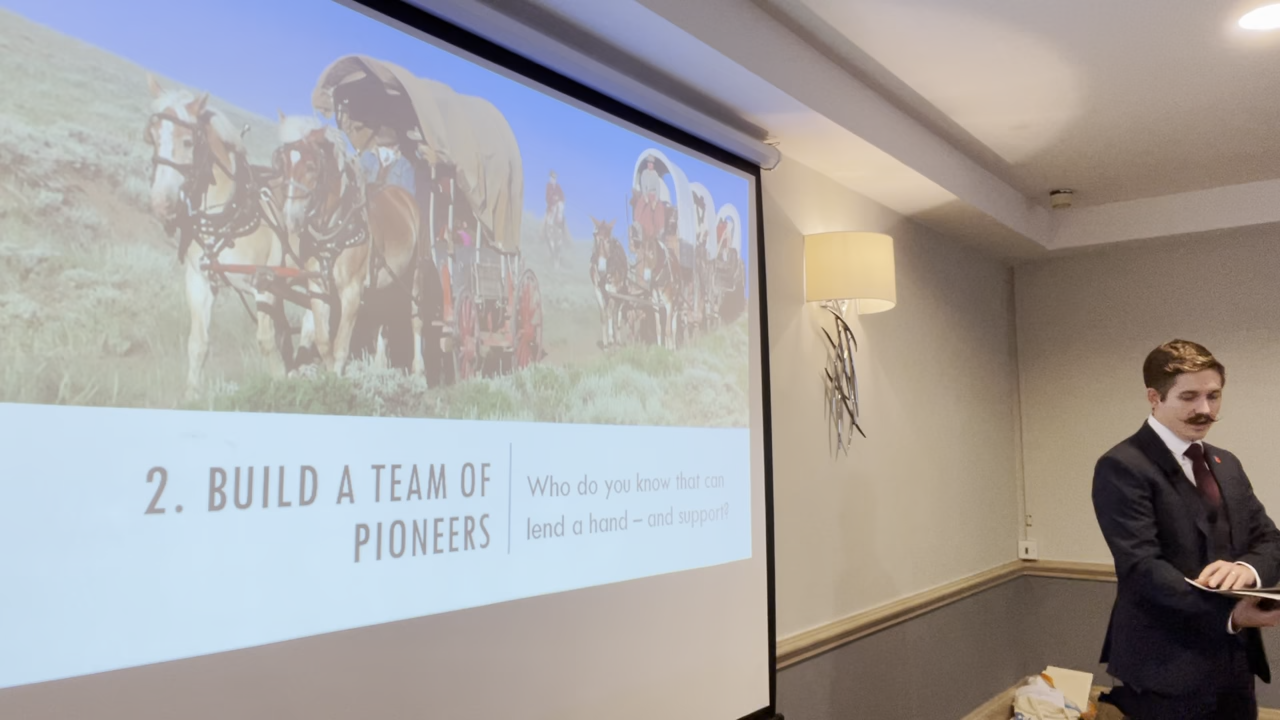 2. BUILD A TEAM OF
PIONEERS
Who do you know that can
lend a hand – and support?